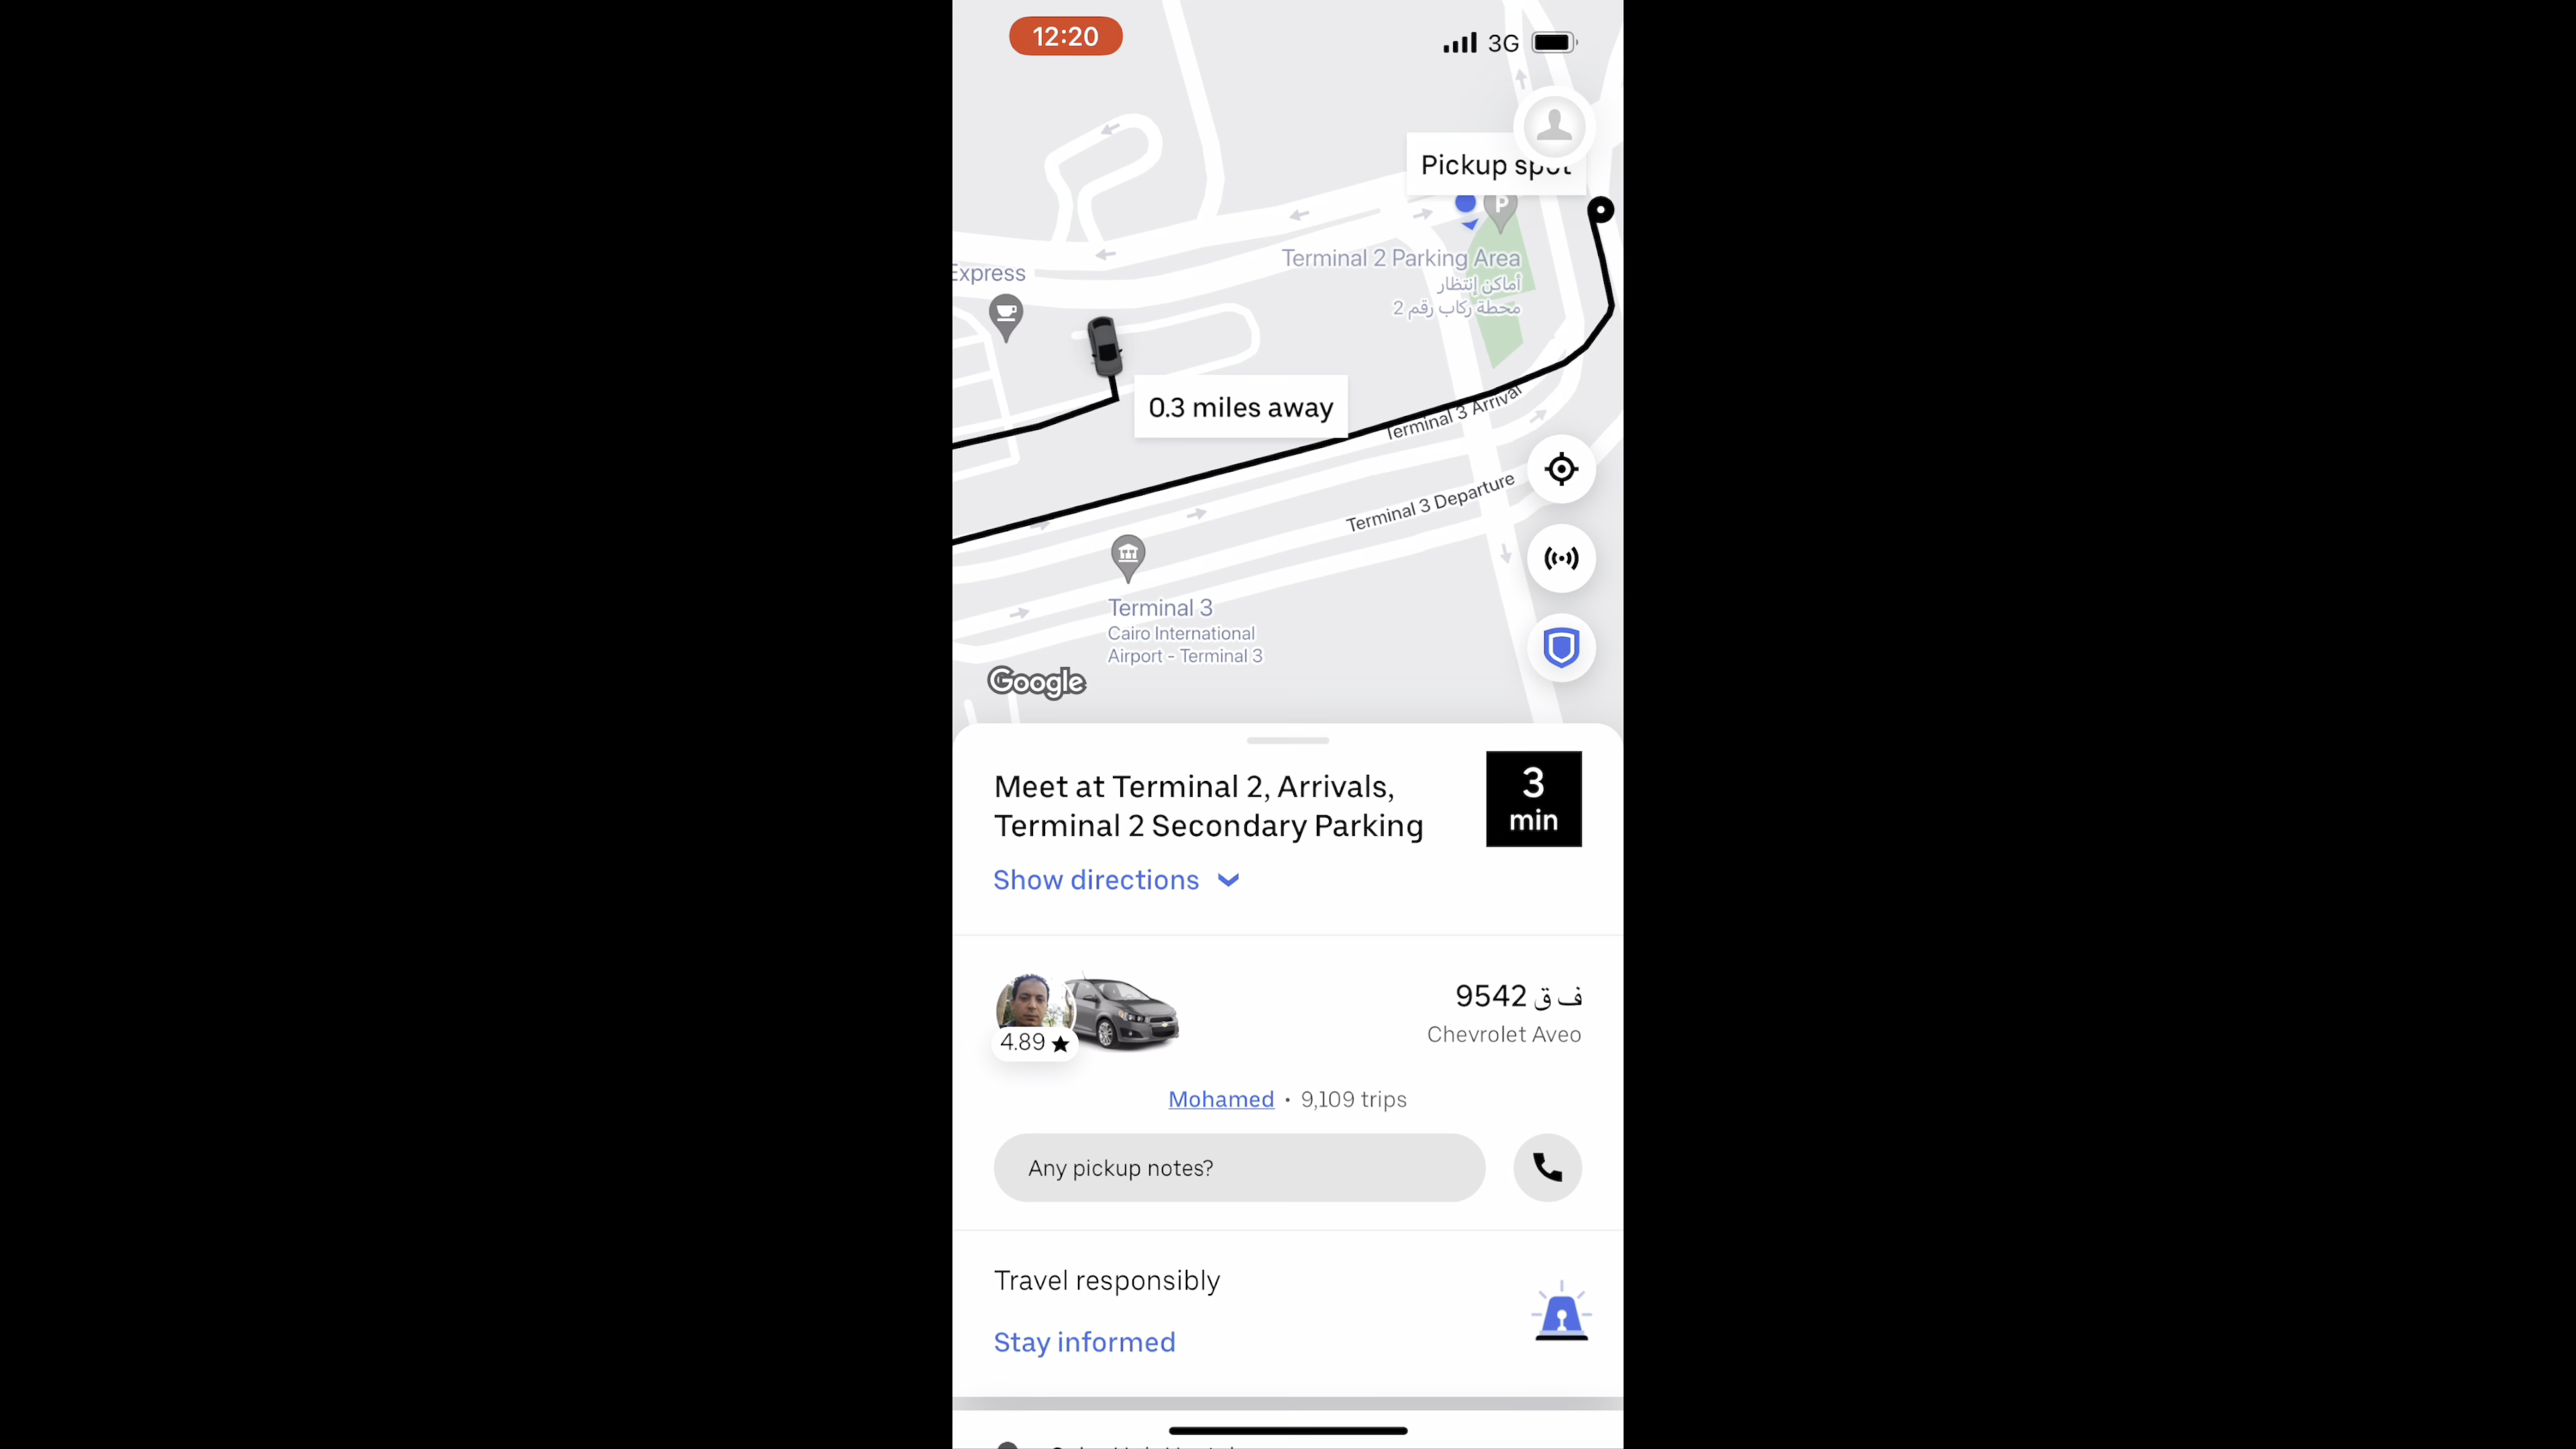 12:20
3G
Pickup spot
P
Express
Terminal 2 Parking Area
أماكن إنتظار
محطة ركاب رقم 2
0.3 miles away
Terminal 3 Arrival
Terminal 3 Departure
Terminal 3
Cairo International
Airport - Terminal 3
Google
Meet at Terminal 2, Arrivals,
Terminal 2 Secondary Parking
3
min
Show directions
ف ق 9542
Chevrolet Aveo
4.89 ★
Mohamed • 9,109 trips
Any pickup notes?
Travel responsibly
Stay informed